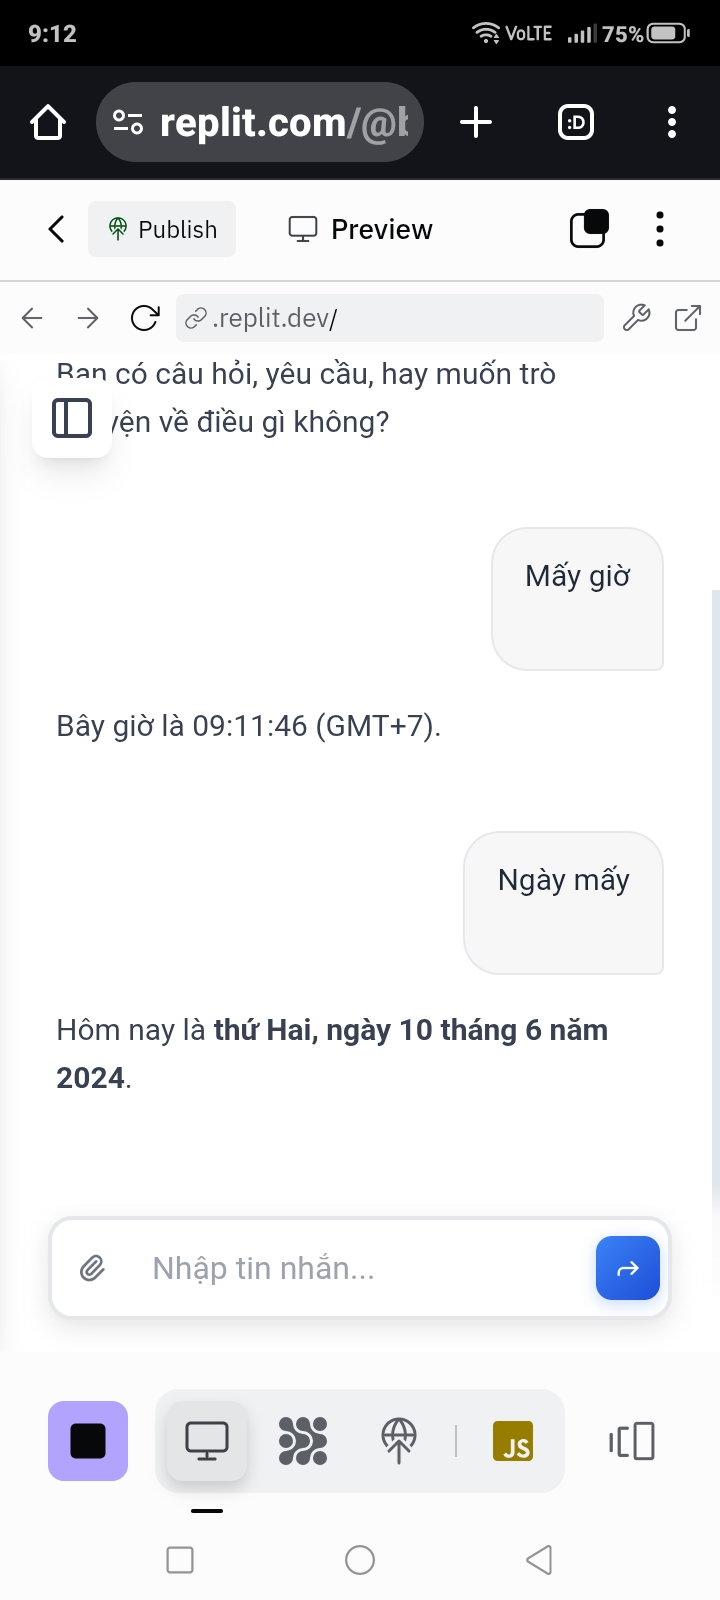 9:12
VoLTE 75%
replit.com/@
:D
Publish
Preview
.replit.dev/
Bạn có câu hỏi, yêu cầu, hay muốn trò
yện về điều gì không?
Mấy giờ
Bây giờ là 09:11:46 (GMT+7).
Ngày mấy
Hôm nay là thứ Hai, ngày 10 tháng 6 năm
2024.
Nhập tin nhắn...
JS